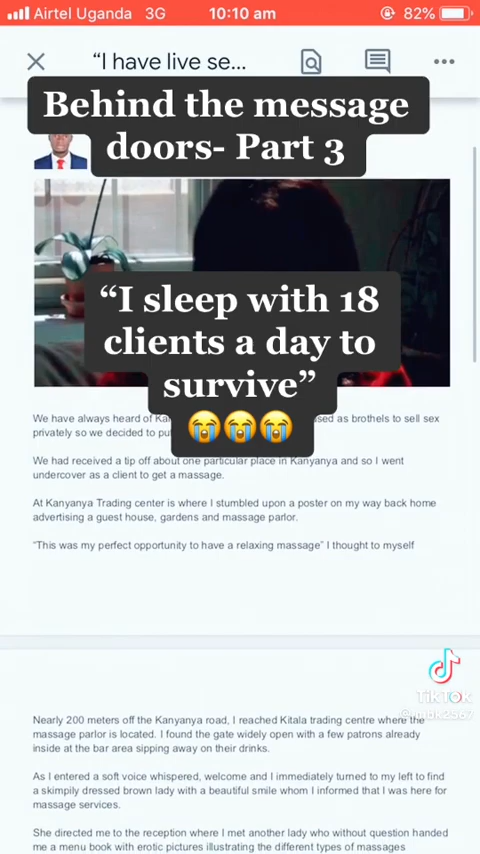 Airtel Uganda 3G 10:10 am 82%
“I have live se...
Behind the message
doors- Part 3
“I sleep with 18
clients a day to
survive”
😭😭😭
We have always heard of used as brothels to sell sex
privately so we decided to
We had received a tip off about one particular place in Kanyanya and so I went
undercover as a client to get a massage.
At Kanyanya Trading center is where I stumbled upon a poster on my way back home
advertising a guest house, gardens and massage parlor.
“This was my perfect opportunity to have a relaxing massage” I thought to myself
TikTok
Nearly 200 meters off the Kanyanya road, I reached Kitala trading centre where the
massage parlor is located. I found the gate widely open with a few patrons already
inside at the bar area sipping away on their drinks.
As I entered a soft voice whispered, welcome and I immediately turned to my left to find
a skimpily dressed brown lady with a beautiful smile whom I informed that I was here for
massage services.
She directed me to the reception where I met another lady who without question handed
me a menu book with erotic pictures illustrating the different types of massages